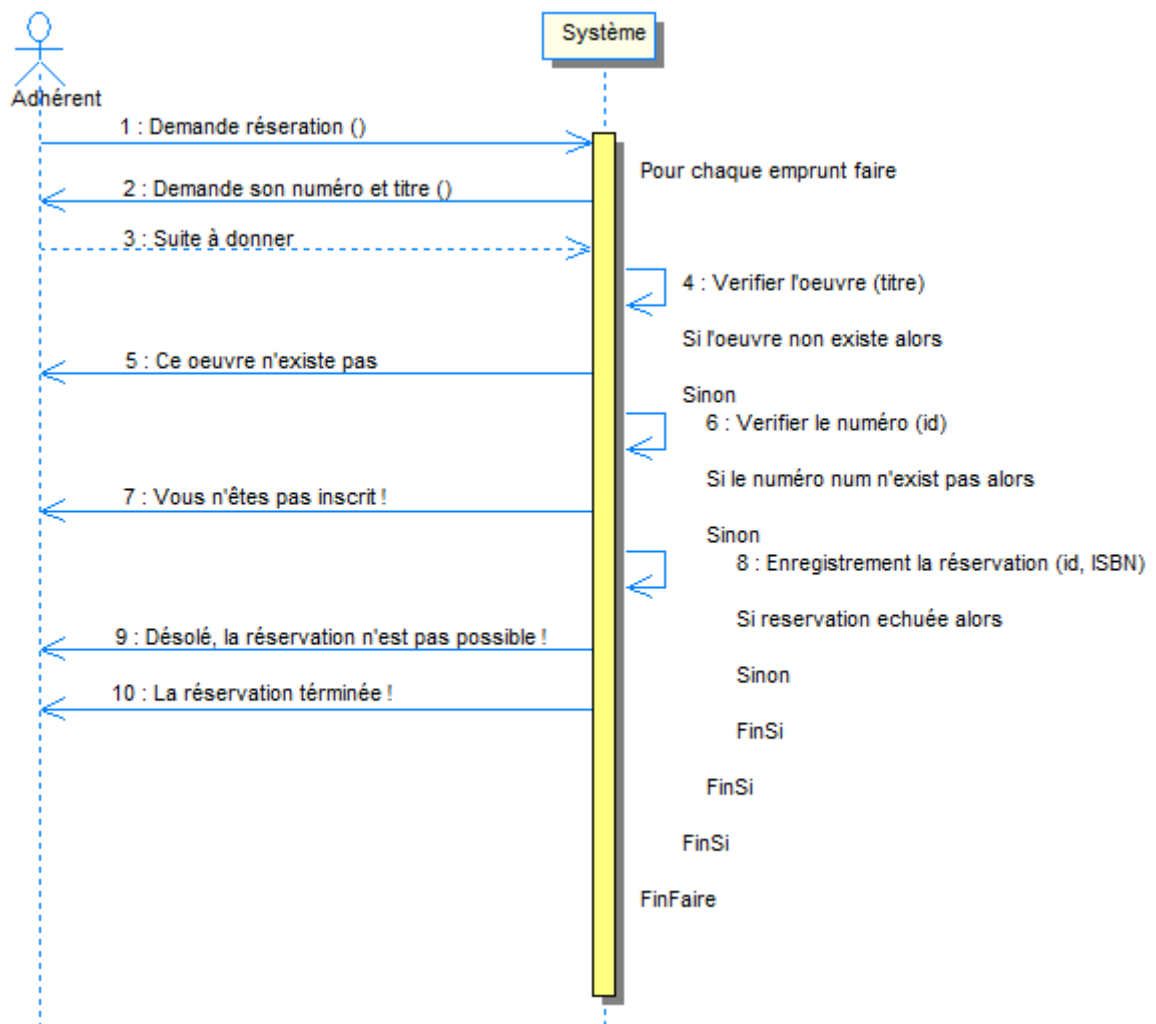 Système
Adhérent
1 : Demande réseration ()
Pour chaque emprunt faire
2 : Demande son numéro et titre ()
3 : Suite à donner
4 : Verifier l'oeuvre (titre)
Si l'oeuvre non existe alors
5 : Ce oeuvre n'existe pas
Sinon
6 : Verifier le numéro (id)
Si le numéro num n'exist pas alors
7 : Vous n'êtes pas inscrit !
Sinon
8 : Enregistrement la réservation (id, ISBN)
Si reservation echuée alors
9 : Désolé, la réservation n'est pas possible !
Sinon
10 : La réservation términée !
FinSi
FinSi
FinSi
FinFaire